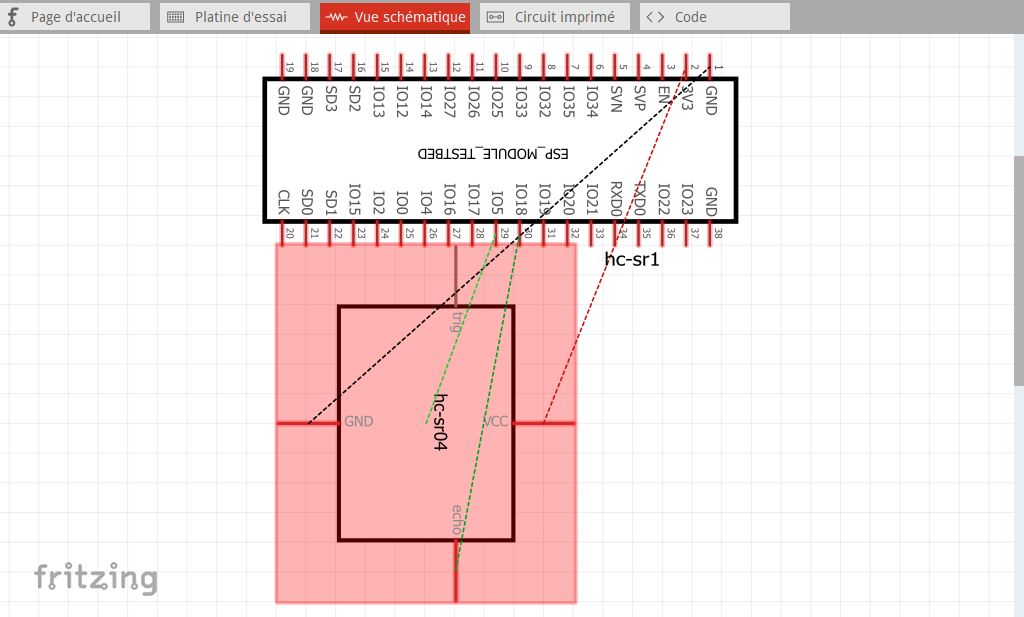 Page d'accueil
Platine d'essai
Vue schématique
Circuit imprimé
Code
19 18 17 16 15 14 13 12 11 10 9 8 7 6 5 4 3 2 1
GND GND SD3 SD2 IO13 IO12 IO14 IO27 IO26 IO25 IO33 IO32 IO35 IO34 SVN SVP EN 3V3 GND
ESP_MODULE_TESTBED
CLK SD0 SD1 IO15 IO2 IO0 IO4 IO16 IO17 IO5 IO18 IO19 IO20 IO21 RXD0 TXD0 IO22 IO23 GND
20 21 22 23 24 25 26 27 28 29 30 31 32 33 34 35 36 37 38
hc-sr1
trig
GND
hc-sr04
VCC
echo
fritzing